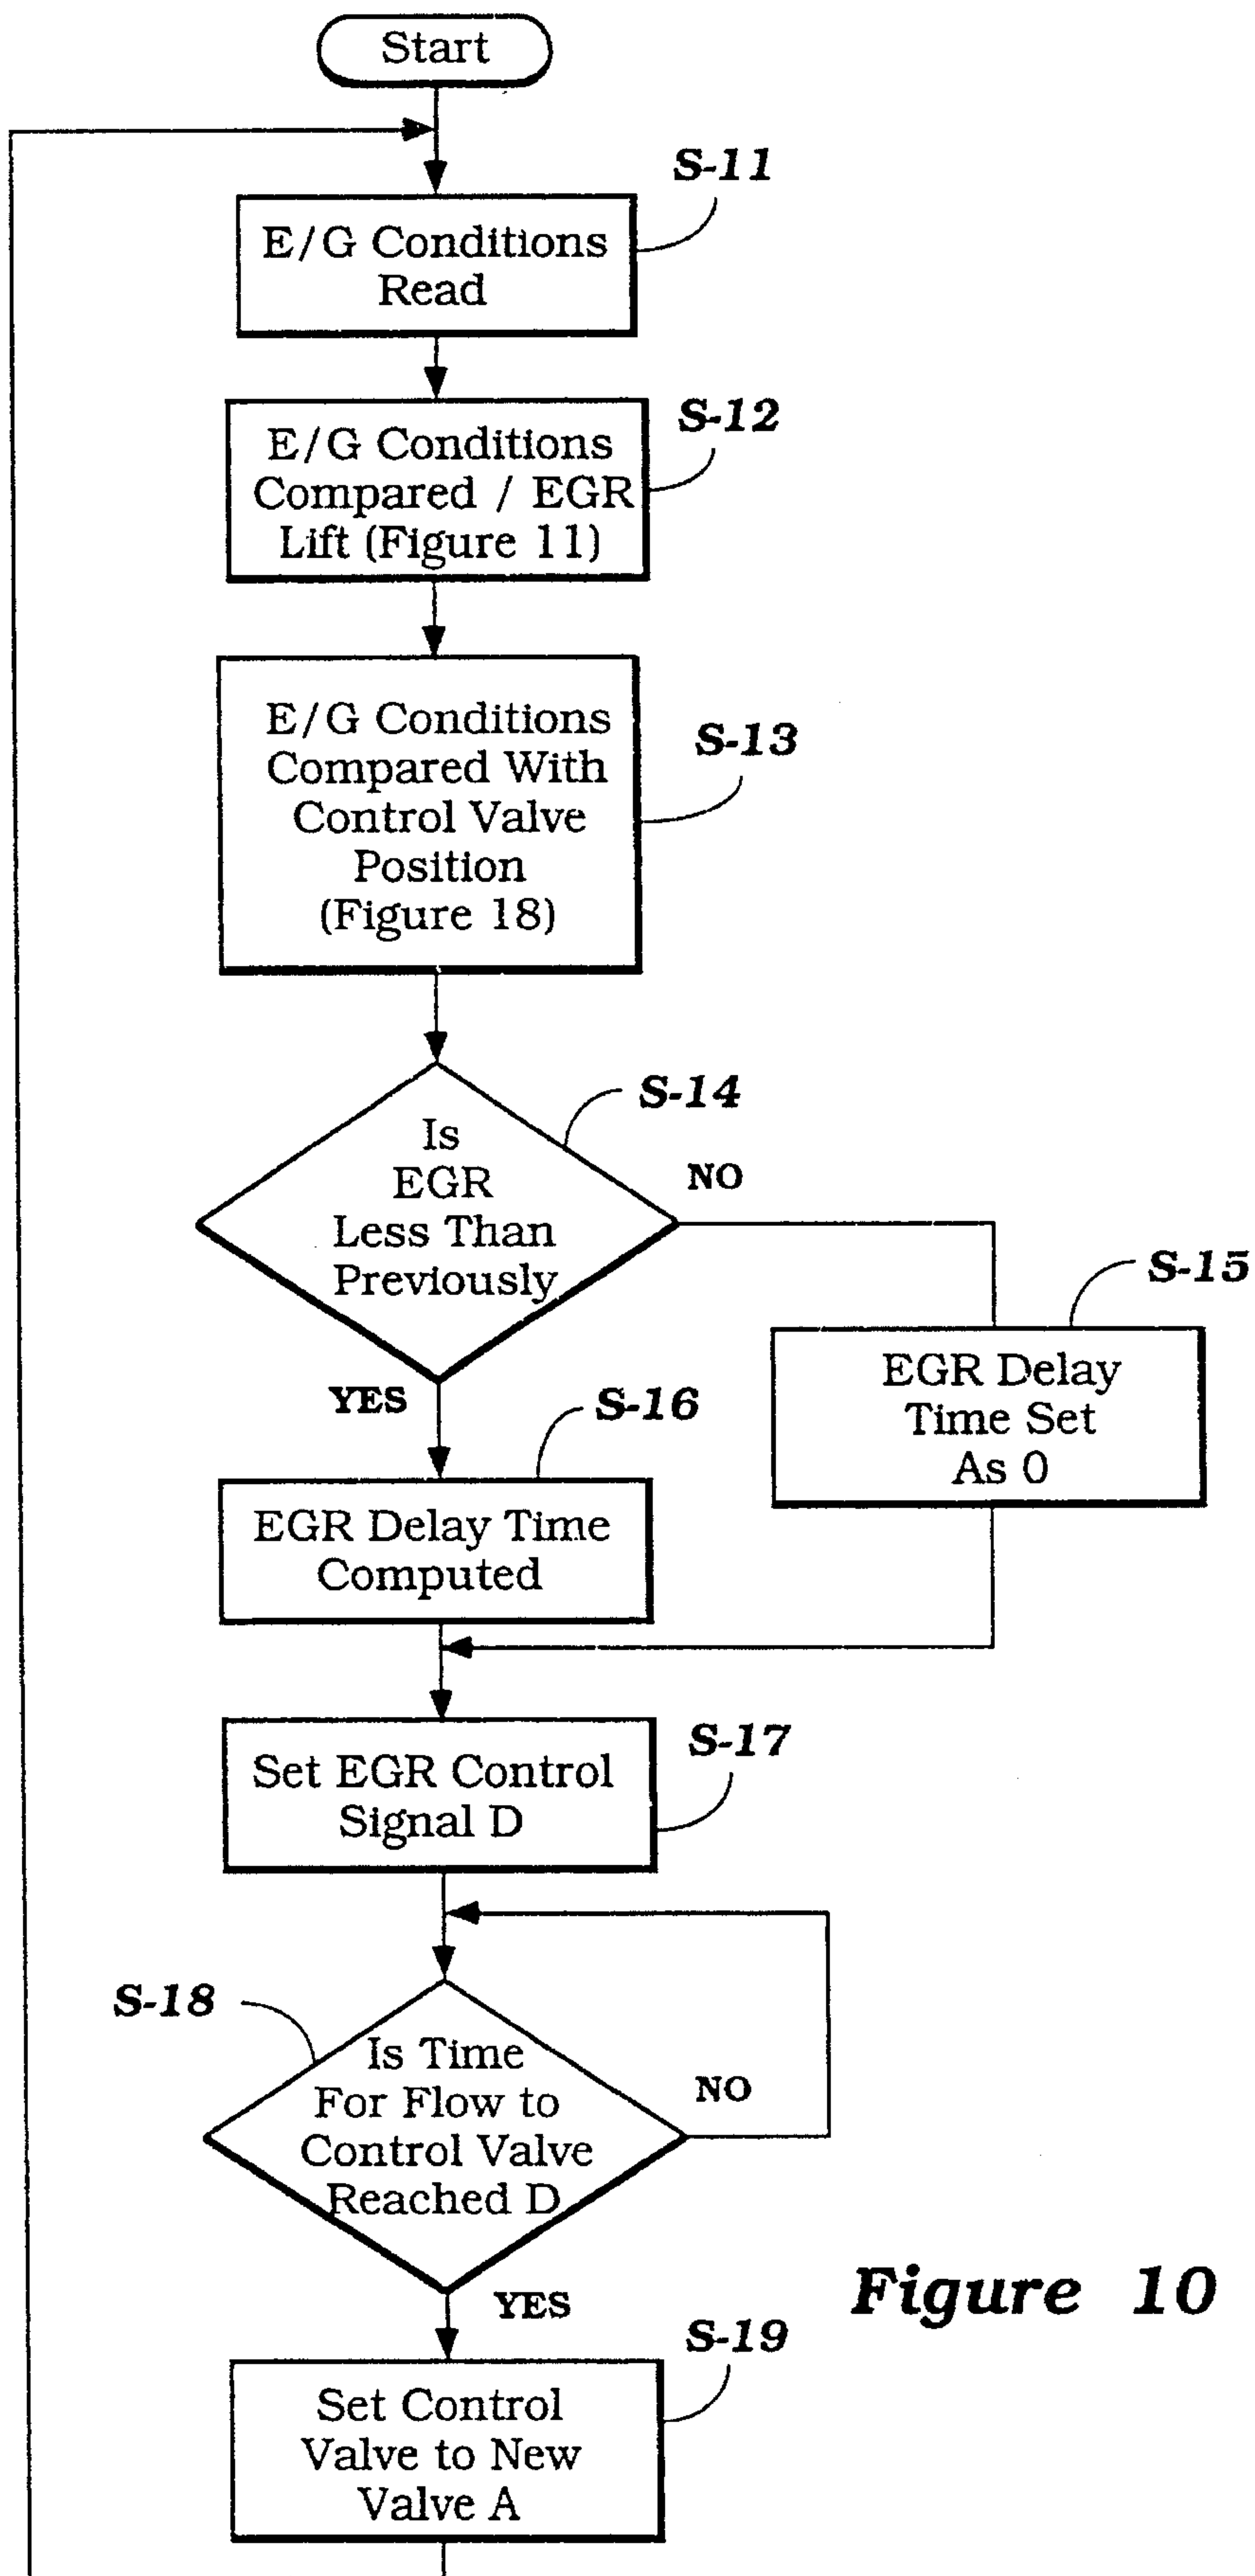 Start
S-11
E/G Conditions
Read
S-12
E/G Conditions
Compared / EGR
Lift (Figure 11)
S-13
E/G Conditions
Compared With
Control Valve
Position
(Figure 18)
S-14
Is
EGR
Less Than
Previously
NO
S-15
EGR Delay
Time Set
As 0
YES
S-16
EGR Delay Time
Computed
S-17
Set EGR Control
Signal D
S-18
Is Time
For Flow to
Control Valve
Reached D
NO
YES
Figure 10
S-19
Set Control
Valve to New
Valve A